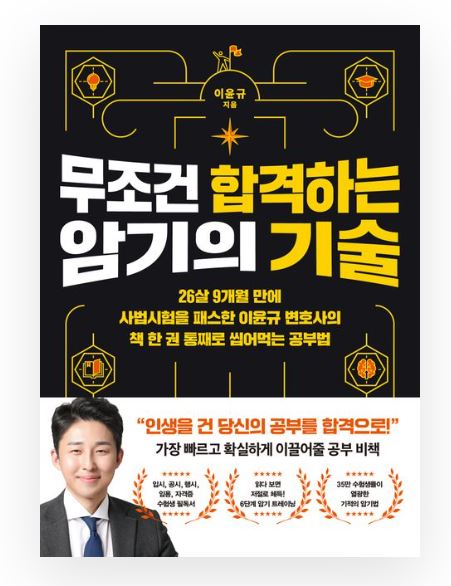 이윤규
지음
무조건 합격하는
암기의 기술
26살 9개월 만에
사법시험을 패스한 이윤규 변호사의
책 한 권 통째로 씹어먹는 공부법
“인생을 건 당신의 공부를 합격으로!”
가장 빠르고 확실하게 이끌어줄 공부 비책
입시, 공시, 행시,
임용, 자격증
수험생 필독서
읽다 보면
저절로 체득!
6단계 암기 트레이닝
35만 수험생들이
열광한
기적의 암기법